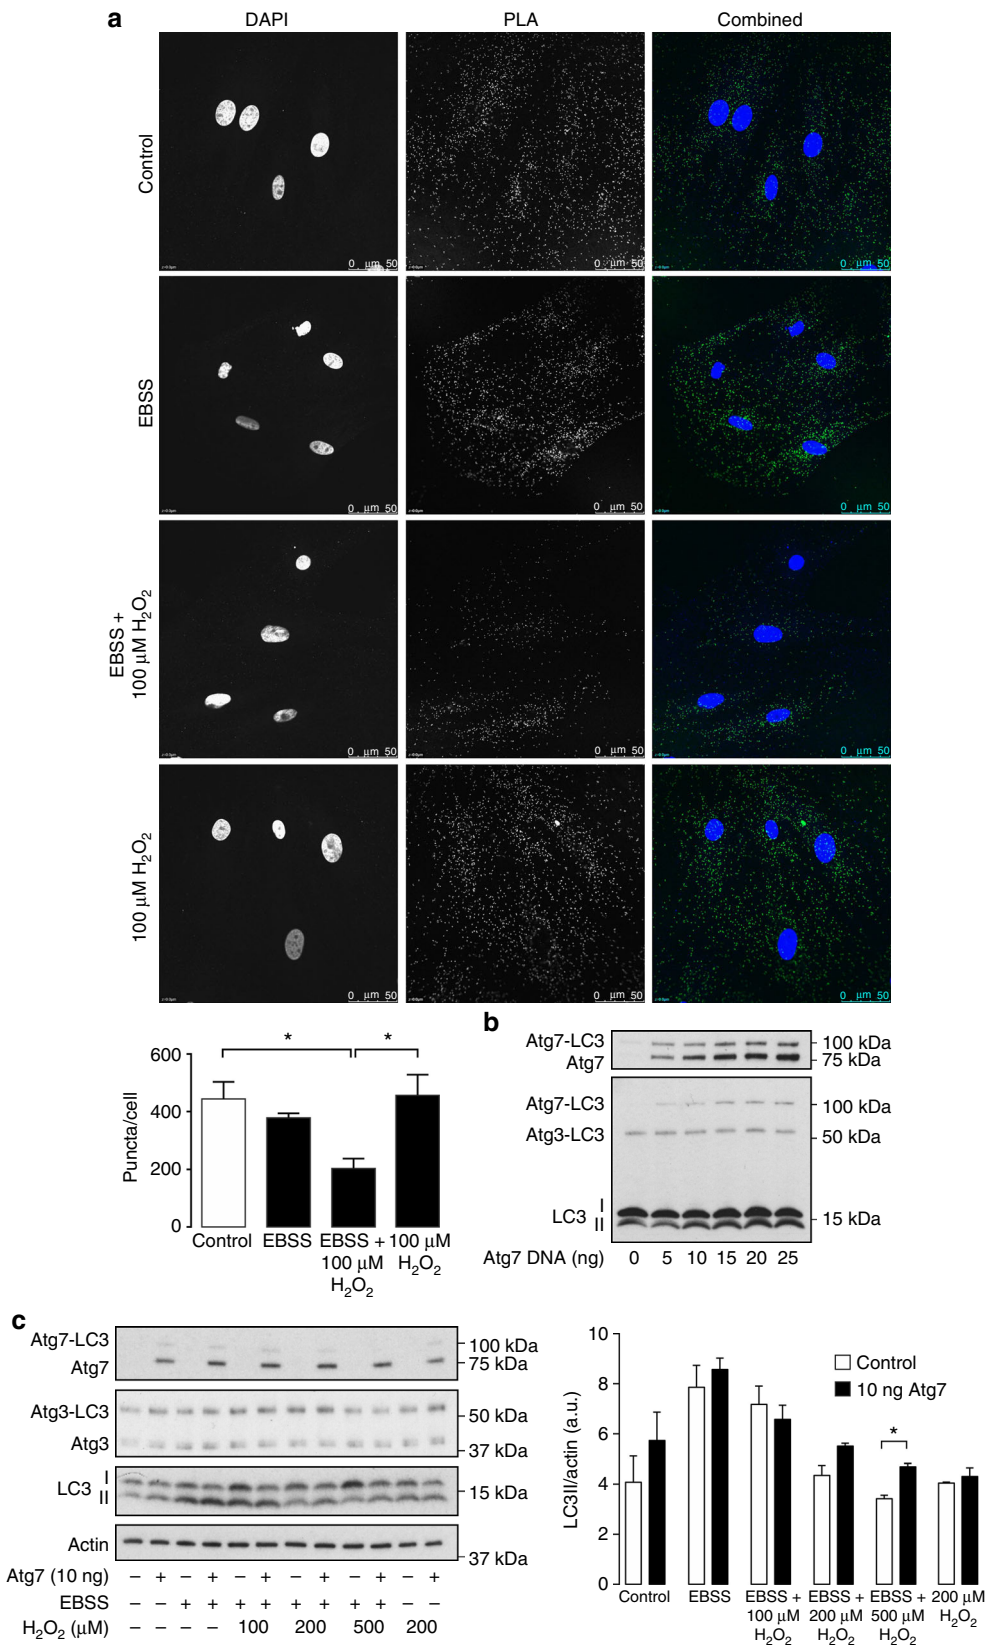 a
DAPI PLA Combined
Control
0 μm 50 0 μm 50 0 μm 50
EBSS
0 μm 50 0 μm 50 0 μm 50
EBSS +
100 μM H₂O₂
0 μm 50 0 μm 50 0 μm 50
100 μM H₂O₂
0 μm 50 0 μm 50 0 μm 50
Puncta/cell
600
400
200
0
* *
Control EBSS EBSS + 100 μM H₂O₂ 100 μM H₂O₂
b
Atg7-LC3 100 kDa
Atg7 75 kDa
Atg7-LC3 100 kDa
Atg3-LC3 50 kDa
LC3 I II 15 kDa
Atg7 DNA (ng) 0 5 10 15 20 25
c
Atg7-LC3 100 kDa
Atg7 75 kDa
Atg3-LC3 50 kDa
Atg3 37 kDa
LC3 I II 15 kDa
Actin 37 kDa
Atg7 (10 ng) – + – + – + – + – + – +
EBSS – – + + + + + + + + – –
H₂O₂ (μM) – – – – 100 200 500 200
LC3II/actin (a.u.)
10
8
6
4
2
0
Control
10 ng Atg7
*
Control EBSS EBSS + 100 μM H₂O₂ EBSS + 200 μM H₂O₂ EBSS + 500 μM H₂O₂ 200 μM H₂O₂